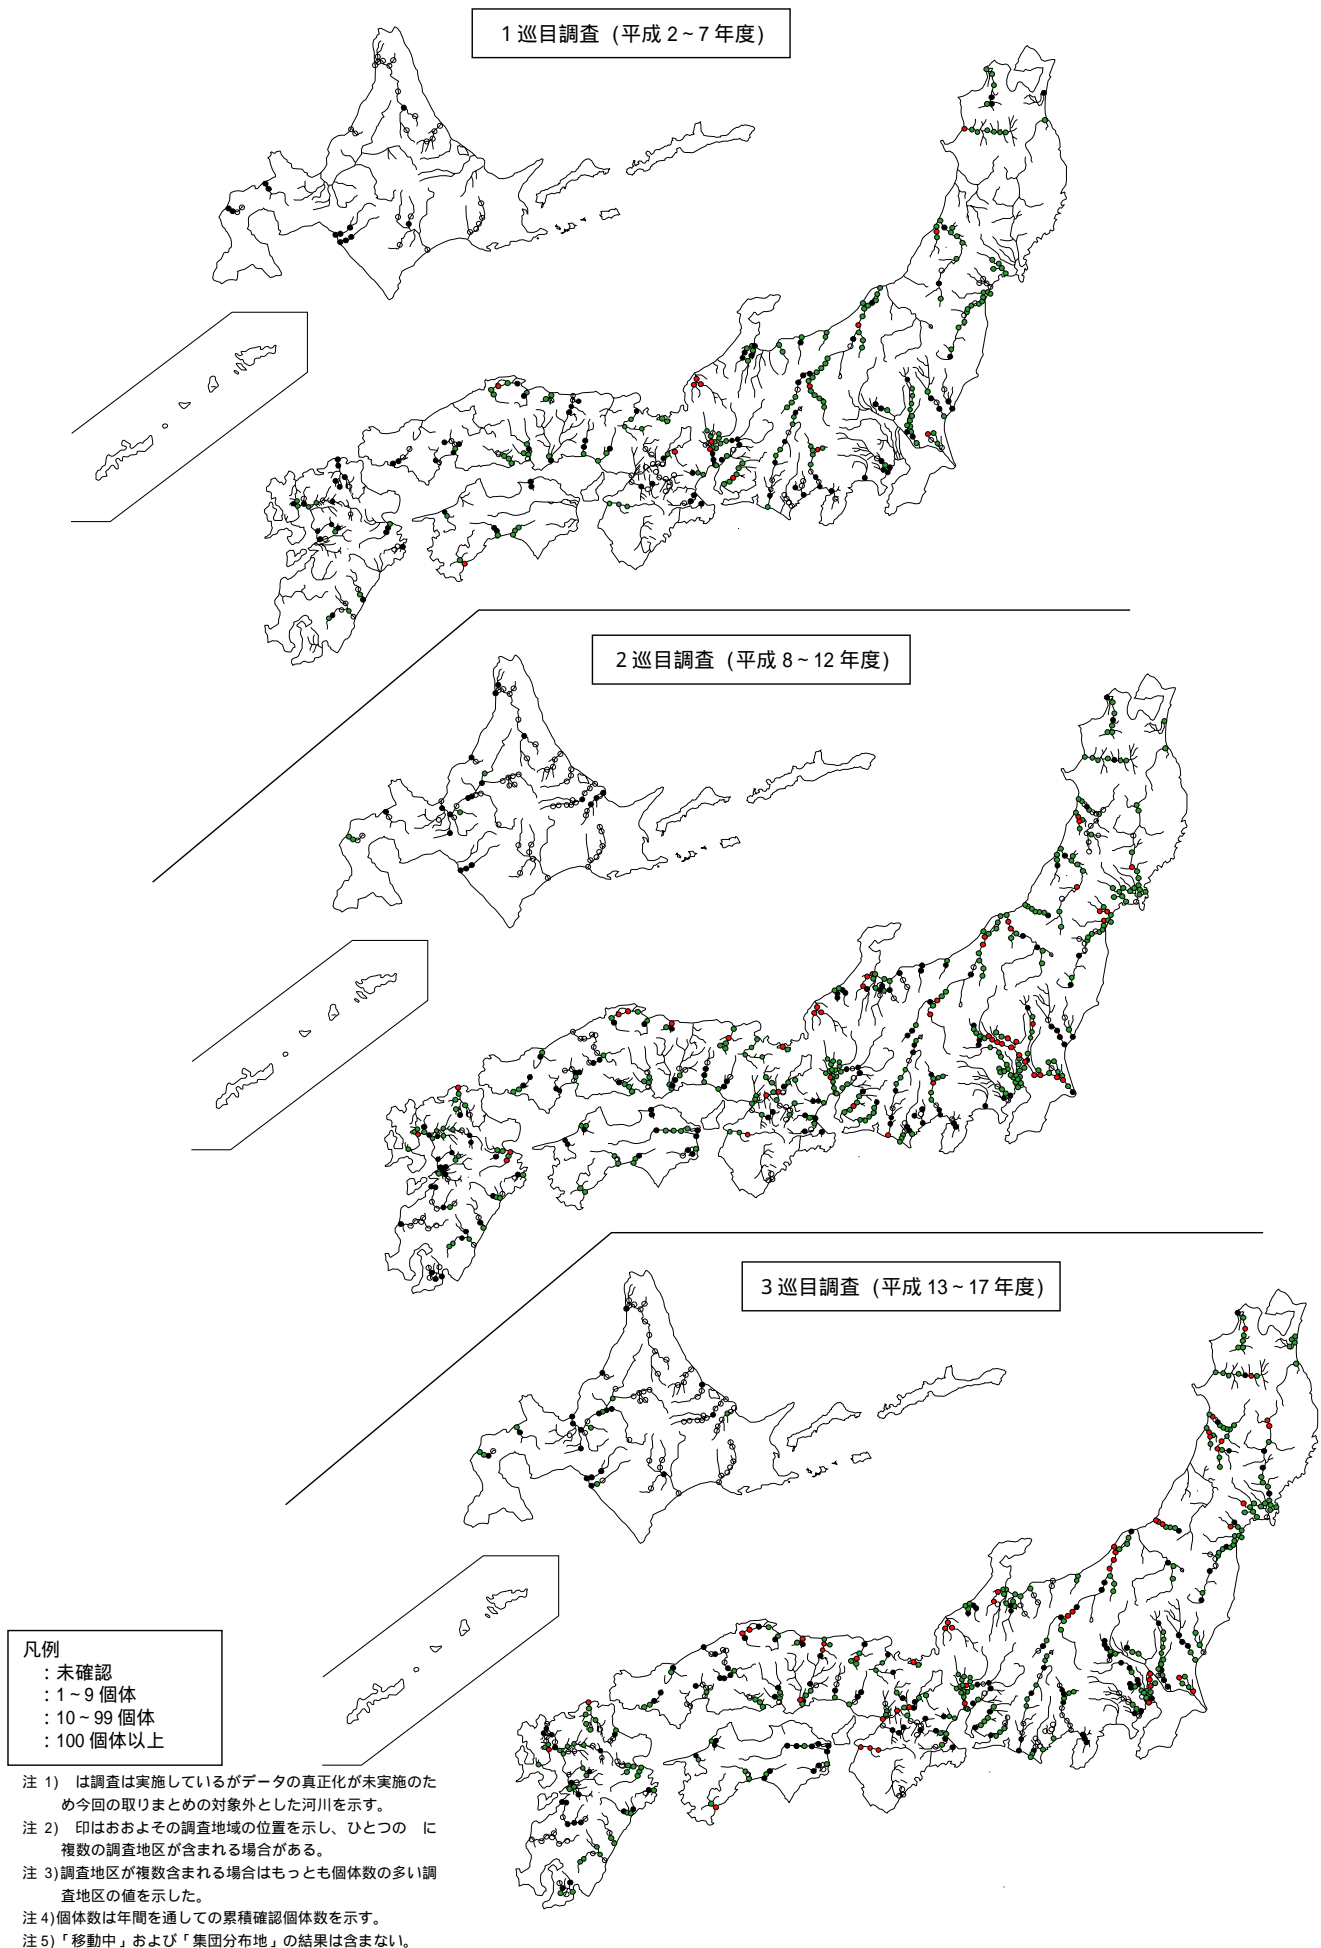 1巡目調査 (平成2~7年度)
2巡目調査 (平成8~12年度)
3巡目調査 (平成13~17年度)
凡例
:未確認
:1~9個体
:10~99個体
:100個体以上
注 1) は調査は実施しているがデータの真正化が未実施のた
め今回の取りまとめの対象外とした河川を示す。
注 2) 印はおおよその調査地域の位置を示し、ひとつの に
複数の調査地区が含まれる場合がある。
注 3)調査地区が複数含まれる場合はもっとも個体数の多い調
査地区の値を示した。
注 4)個体数は年間を通しての累積確認個体数を示す。
注 5)「移動中」および「集団分布地」の結果は含まない。